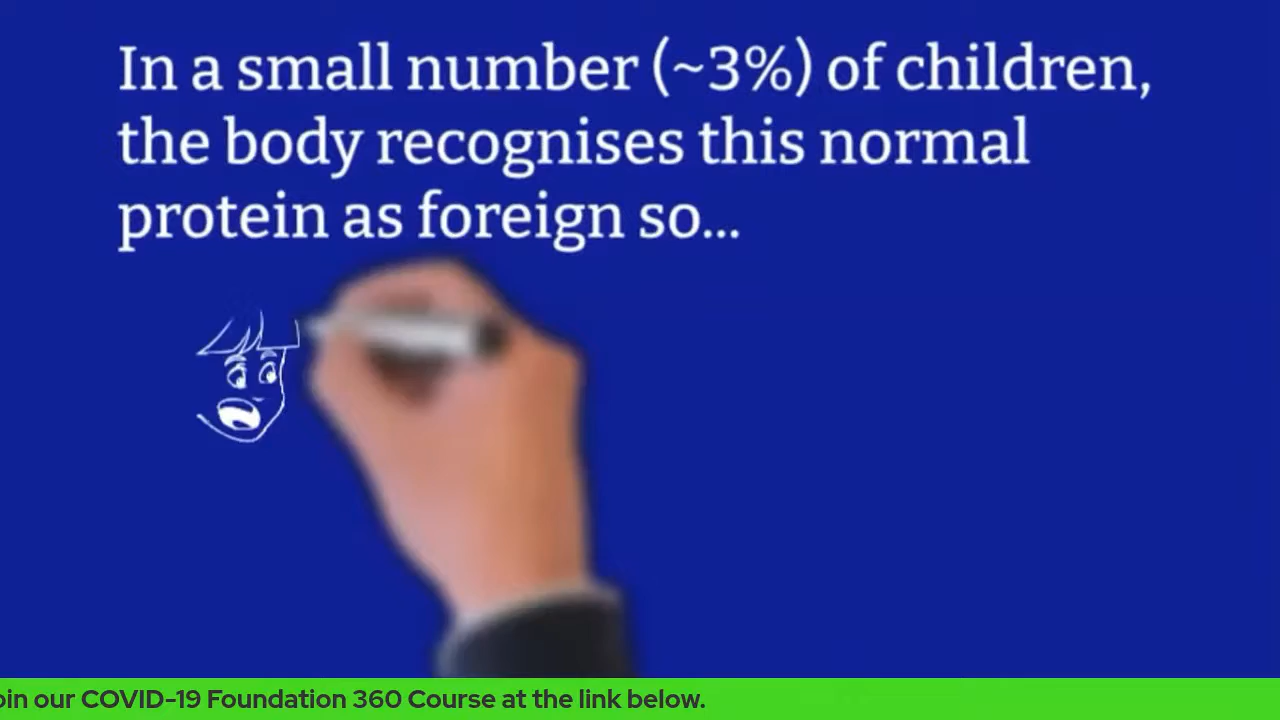 In a small number (~3%) of children,
the body recognises this normal
protein as foreign so...
oin our COVID-19 Foundation 360 Course at the link below.